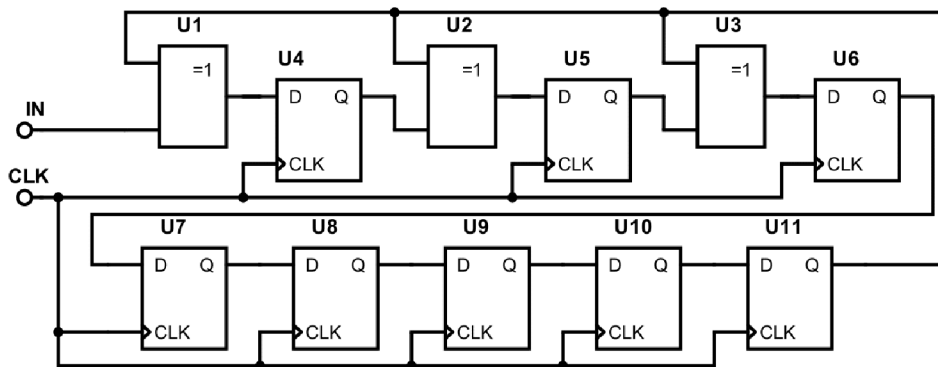 U1 U2 U3
=1 U4 =1 U5 =1 U6
D Q D Q D Q
IN
CLK CLK CLK
CLK
U7 U8 U9 U10 U11
D Q D Q D Q D Q D Q
CLK CLK CLK CLK CLK